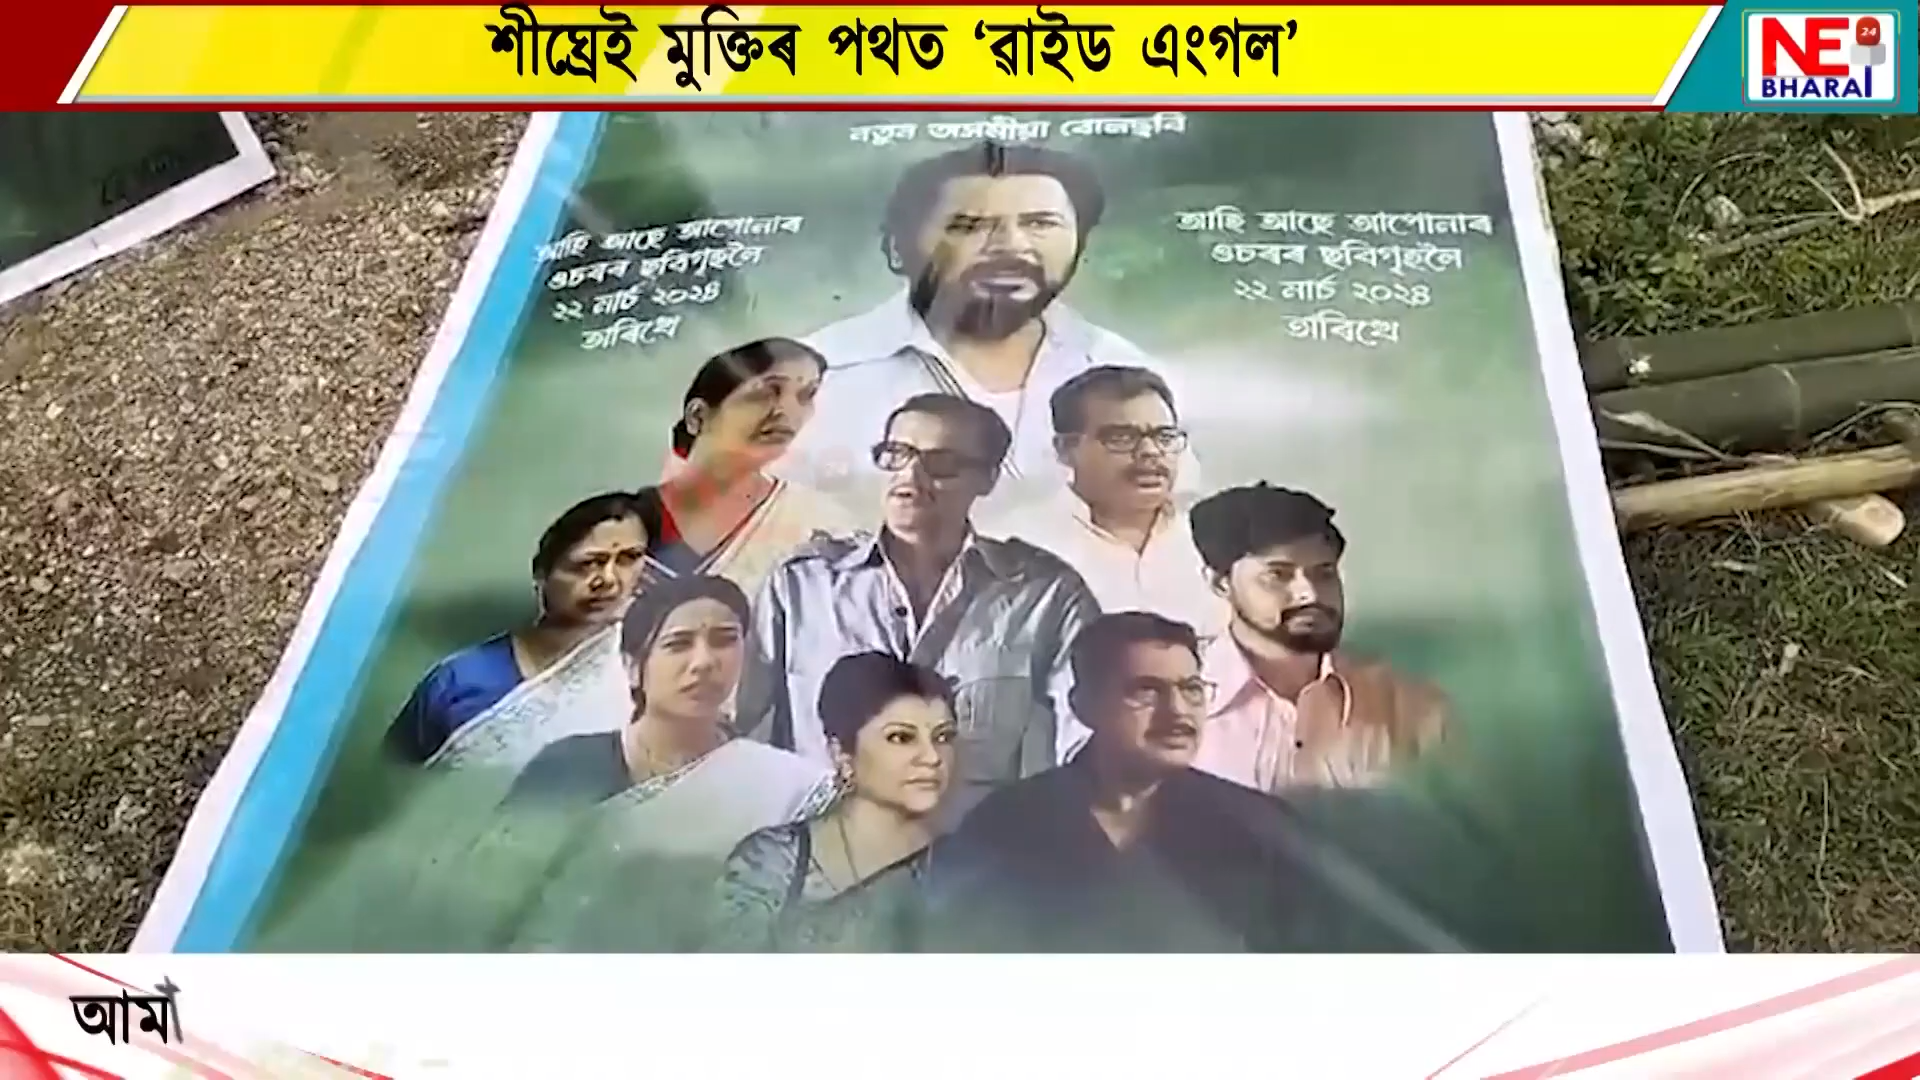 শীঘ্ৰেই মুক্তিৰ পথত ‘ৱাইড এংগল’
NE 24
BHARAT
নতুন অসমীয়া বোলছবি
আহি আছে আপোনাৰ
ওচৰৰ ছবিগৃহলৈ
২২ মাৰ্চ ২০২৪
তাৰিখে
আহি আছে আপোনাৰ
ওচৰৰ ছবিগৃহলৈ
২২ মাৰ্চ ২০২৪
তাৰিখে